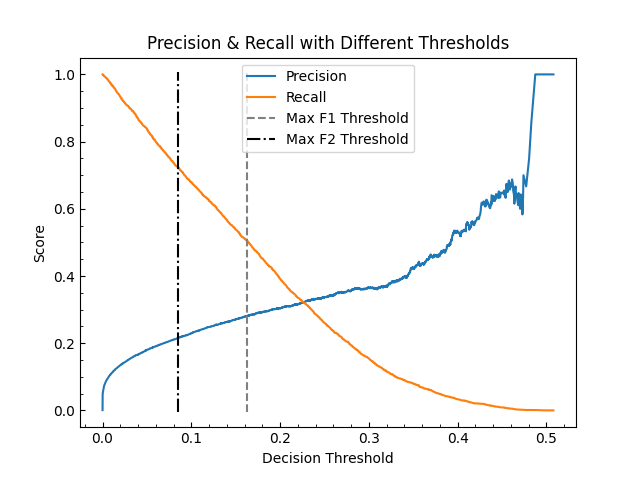 Precision & Recall with Different Thresholds
Precision
Recall
Max F1 Threshold
Max F2 Threshold
Score
1.0
0.8
0.6
0.4
0.2
0.0
0.0 0.1 0.2 0.3 0.4 0.5
Decision Threshold